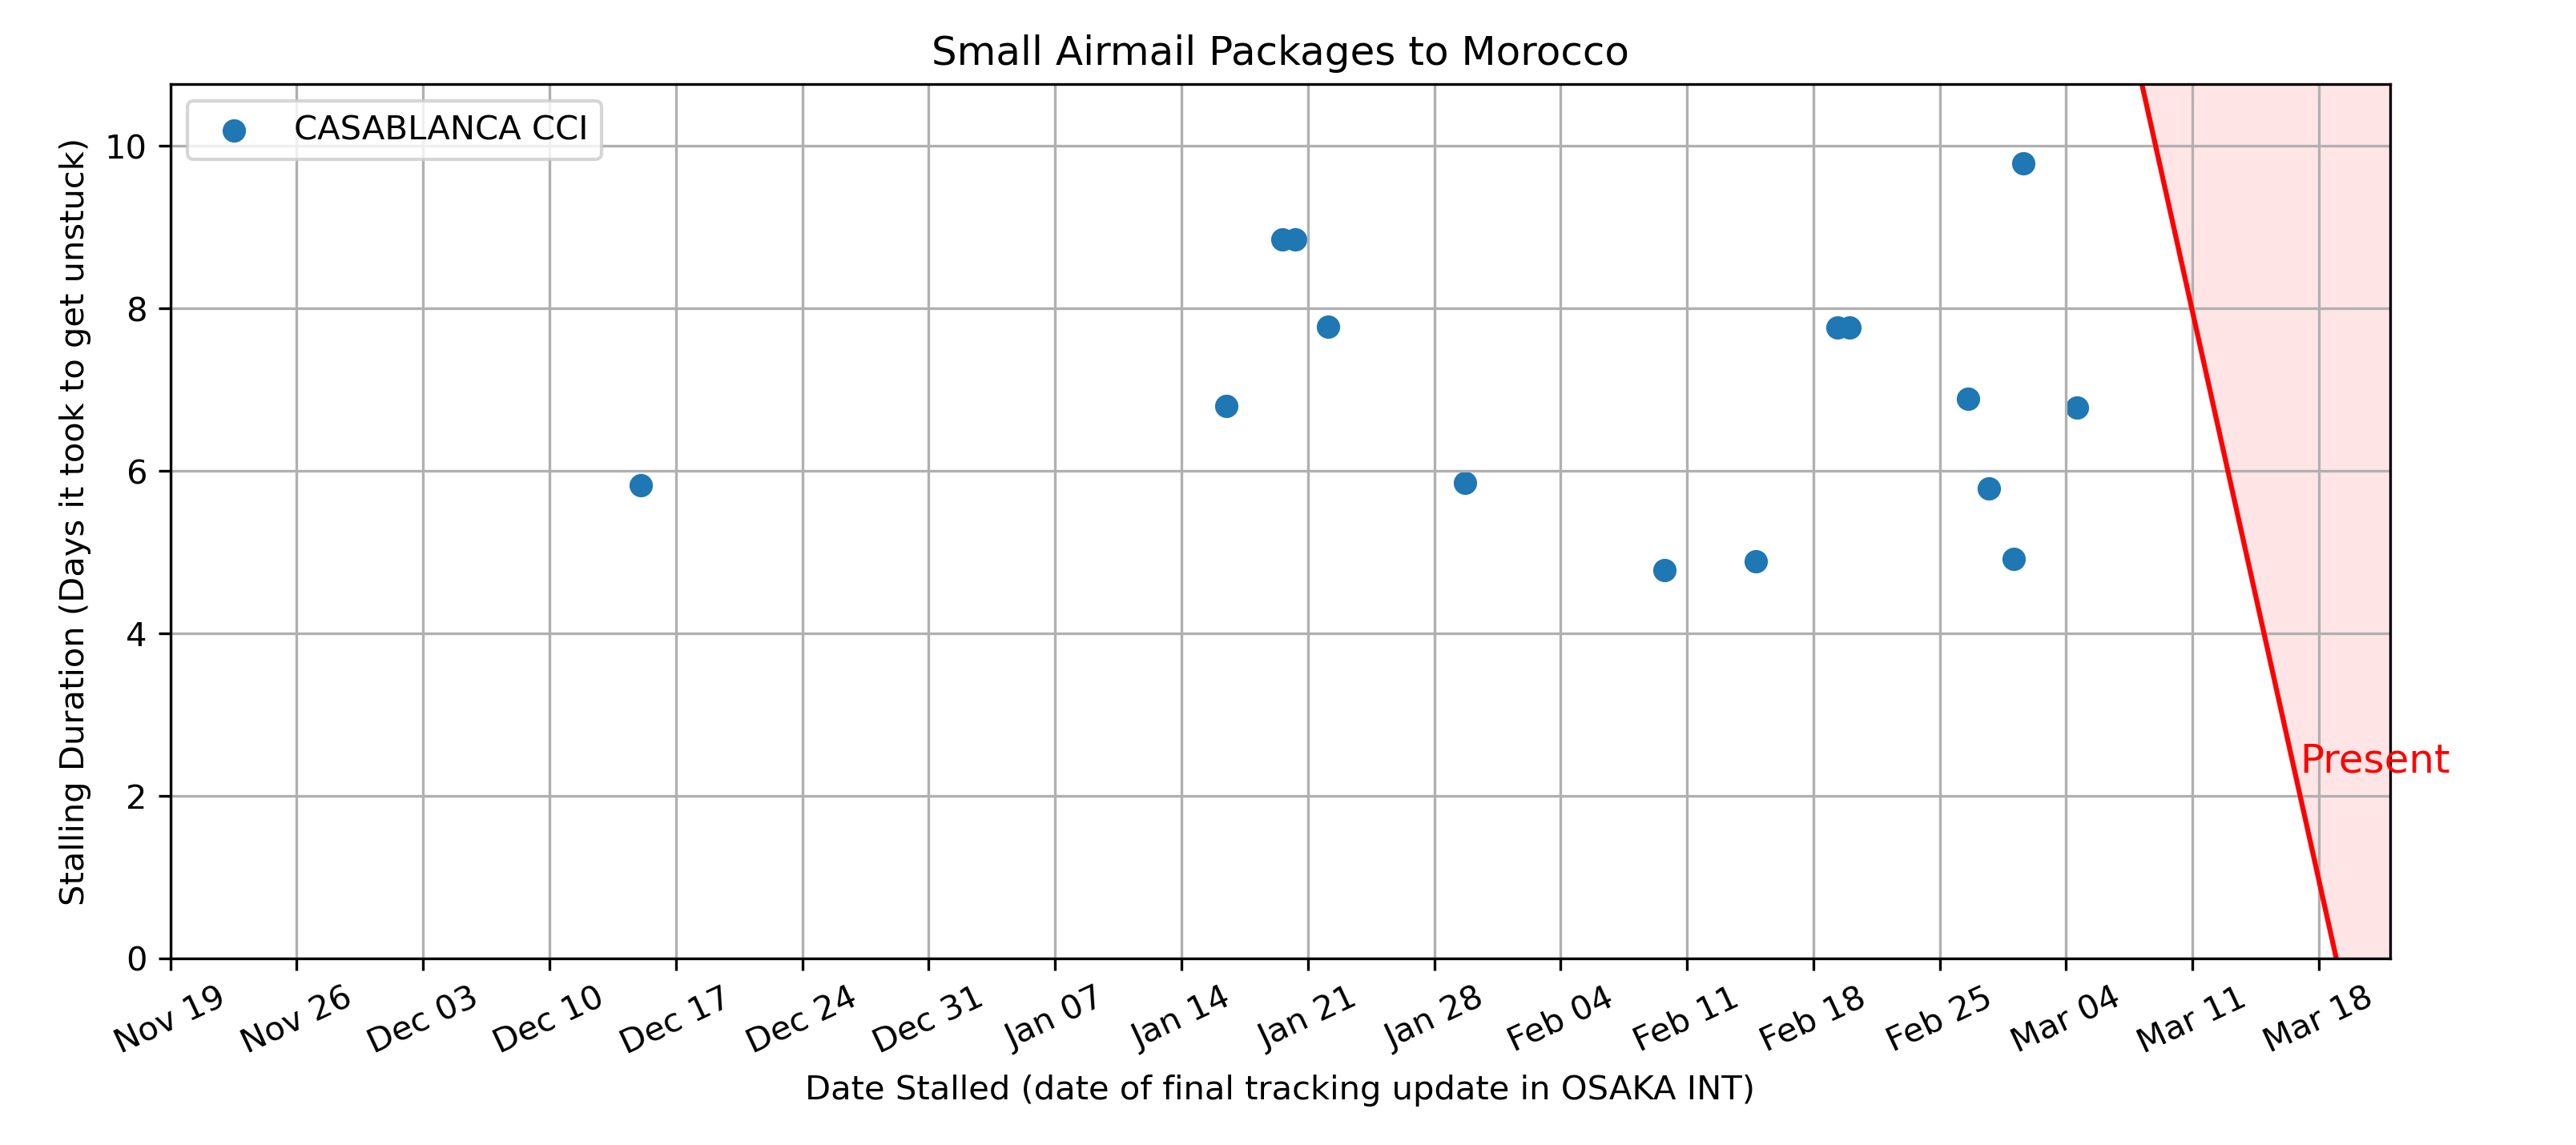 Small Airmail Packages to Morocco
CASABLANCA CCI
Stalling Duration (Days it took to get unstuck)
10
8
6
4
2
0
Present
Nov 19
Nov 26
Dec 03
Dec 10
Dec 17
Dec 24
Dec 31
Jan 07
Jan 14
Jan 21
Jan 28
Feb 04
Feb 11
Feb 18
Feb 25
Mar 04
Mar 11
Mar 18
Date Stalled (date of final tracking update in OSAKA INT)